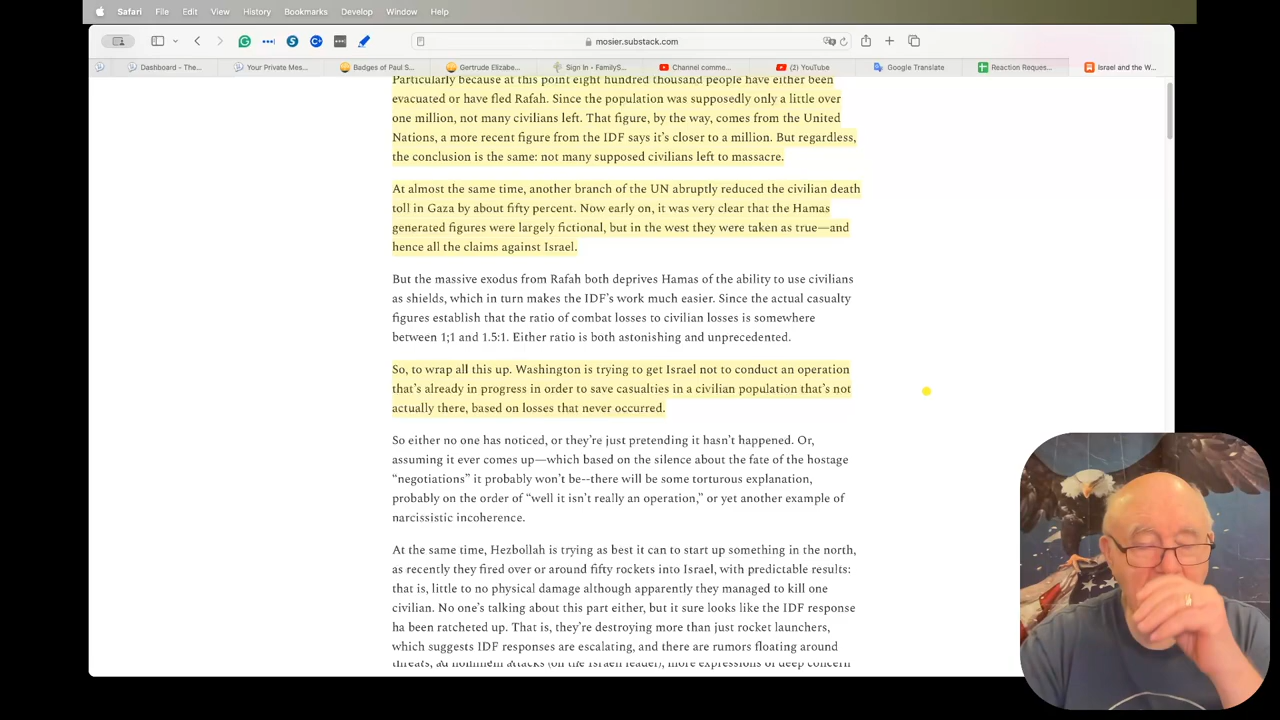 Safari File Edit View History Bookmarks Develop Window Help
mosier.substack.com
Dashboard - The... Your Private Mes... Badges of Paul S... Gertrude Elizabe... Sign In - FamilyS... Channel comme... (2) YouTube Google Translate Reaction Reques... Israel and the W...
Particularly because at this point eight hundred thousand people have either been
evacuated or have fled Rafah. Since the population was supposedly only a little over
one million, not many civilians left. That figure, by the way, comes from the United
Nations, a more recent figure from the IDF says it’s closer to a million. But regardless,
the conclusion is the same: not many supposed civilians left to massacre.
At almost the same time, another branch of the UN abruptly reduced the civilian death
toll in Gaza by about fifty percent. Now early on, it was very clear that the Hamas
generated figures were largely fictional, but in the west they were taken as true—and
hence all the claims against Israel.
But the massive exodus from Rafah both deprives Hamas of the ability to use civilians
as shields, which in turn makes the IDF’s work much easier. Since the actual casualty
figures establish that the ratio of combat losses to civilian losses is somewhere
between 1;1 and 1.5:1. Either ratio is both astonishing and unprecedented.
So, to wrap all this up. Washington is trying to get Israel not to conduct an operation
that’s already in progress in order to save casualties in a civilian population that’s not
actually there, based on losses that never occurred.
So either no one has noticed, or they’re just pretending it hasn’t happened. Or,
assuming it ever comes up—which based on the silence about the fate of the hostage
“negotiations” it probably won’t be--there will be some torturous explanation,
probably on the order of “well it isn’t really an operation,” or yet another example of
narcissistic incoherence.
At the same time, Hezbollah is trying as best it can to start up something in the north,
as recently they fired over or around fifty rockets into Israel, with predictable results:
that is, little to no physical damage although apparently they managed to kill one
civilian. No one’s talking about this part either, but it sure looks like the IDF response
ha been ratcheted up. That is, they’re destroying more than just rocket launchers,
which suggests IDF responses are escalating, and there are rumors floating around
threats, ad hominem attacks (on the Israeli leader), more expressions of deep concern